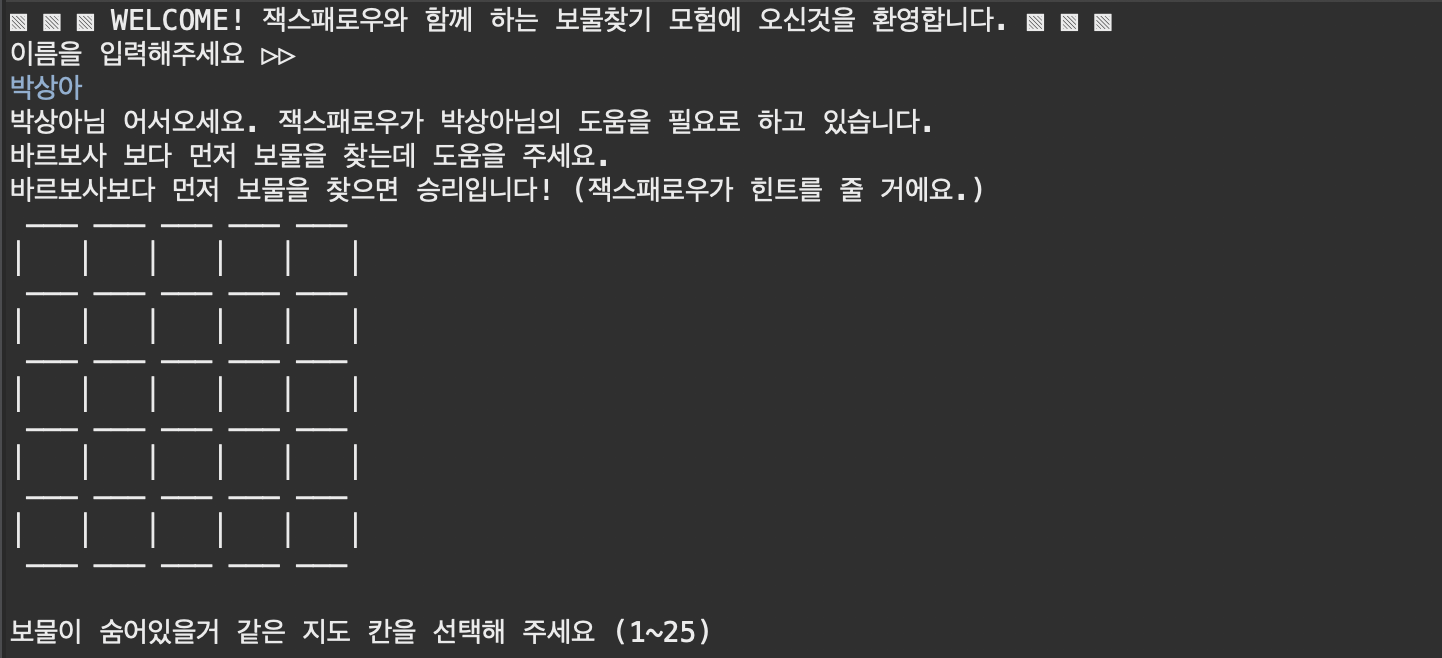 ▧ ▧ ▧ WELCOME! 잭스패로우와 함께 하는 보물찾기 모험에 오신것을 환영합니다. ▧ ▧ ▧
이름을 입력해주세요 ▷▷
박상아
박상아님 어서오세요. 잭스패로우가 박상아님의 도움을 필요로 하고 있습니다.
바르보사 보다 먼저 보물을 찾는데 도움을 주세요.
바르보사보다 먼저 보물을 찾으면 승리입니다! (잭스패로우가 힌트를 줄 거에요.)
보물이 숨어있을거 같은 지도 칸을 선택해 주세요 (1~25)